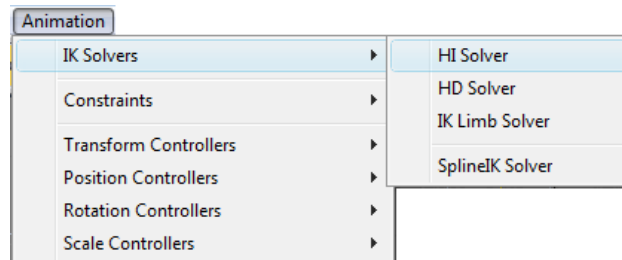 Animation
IK Solvers
Constraints
Transform Controllers
Position Controllers
Rotation Controllers
Scale Controllers
HI Solver
HD Solver
IK Limb Solver
SplineIK Solver